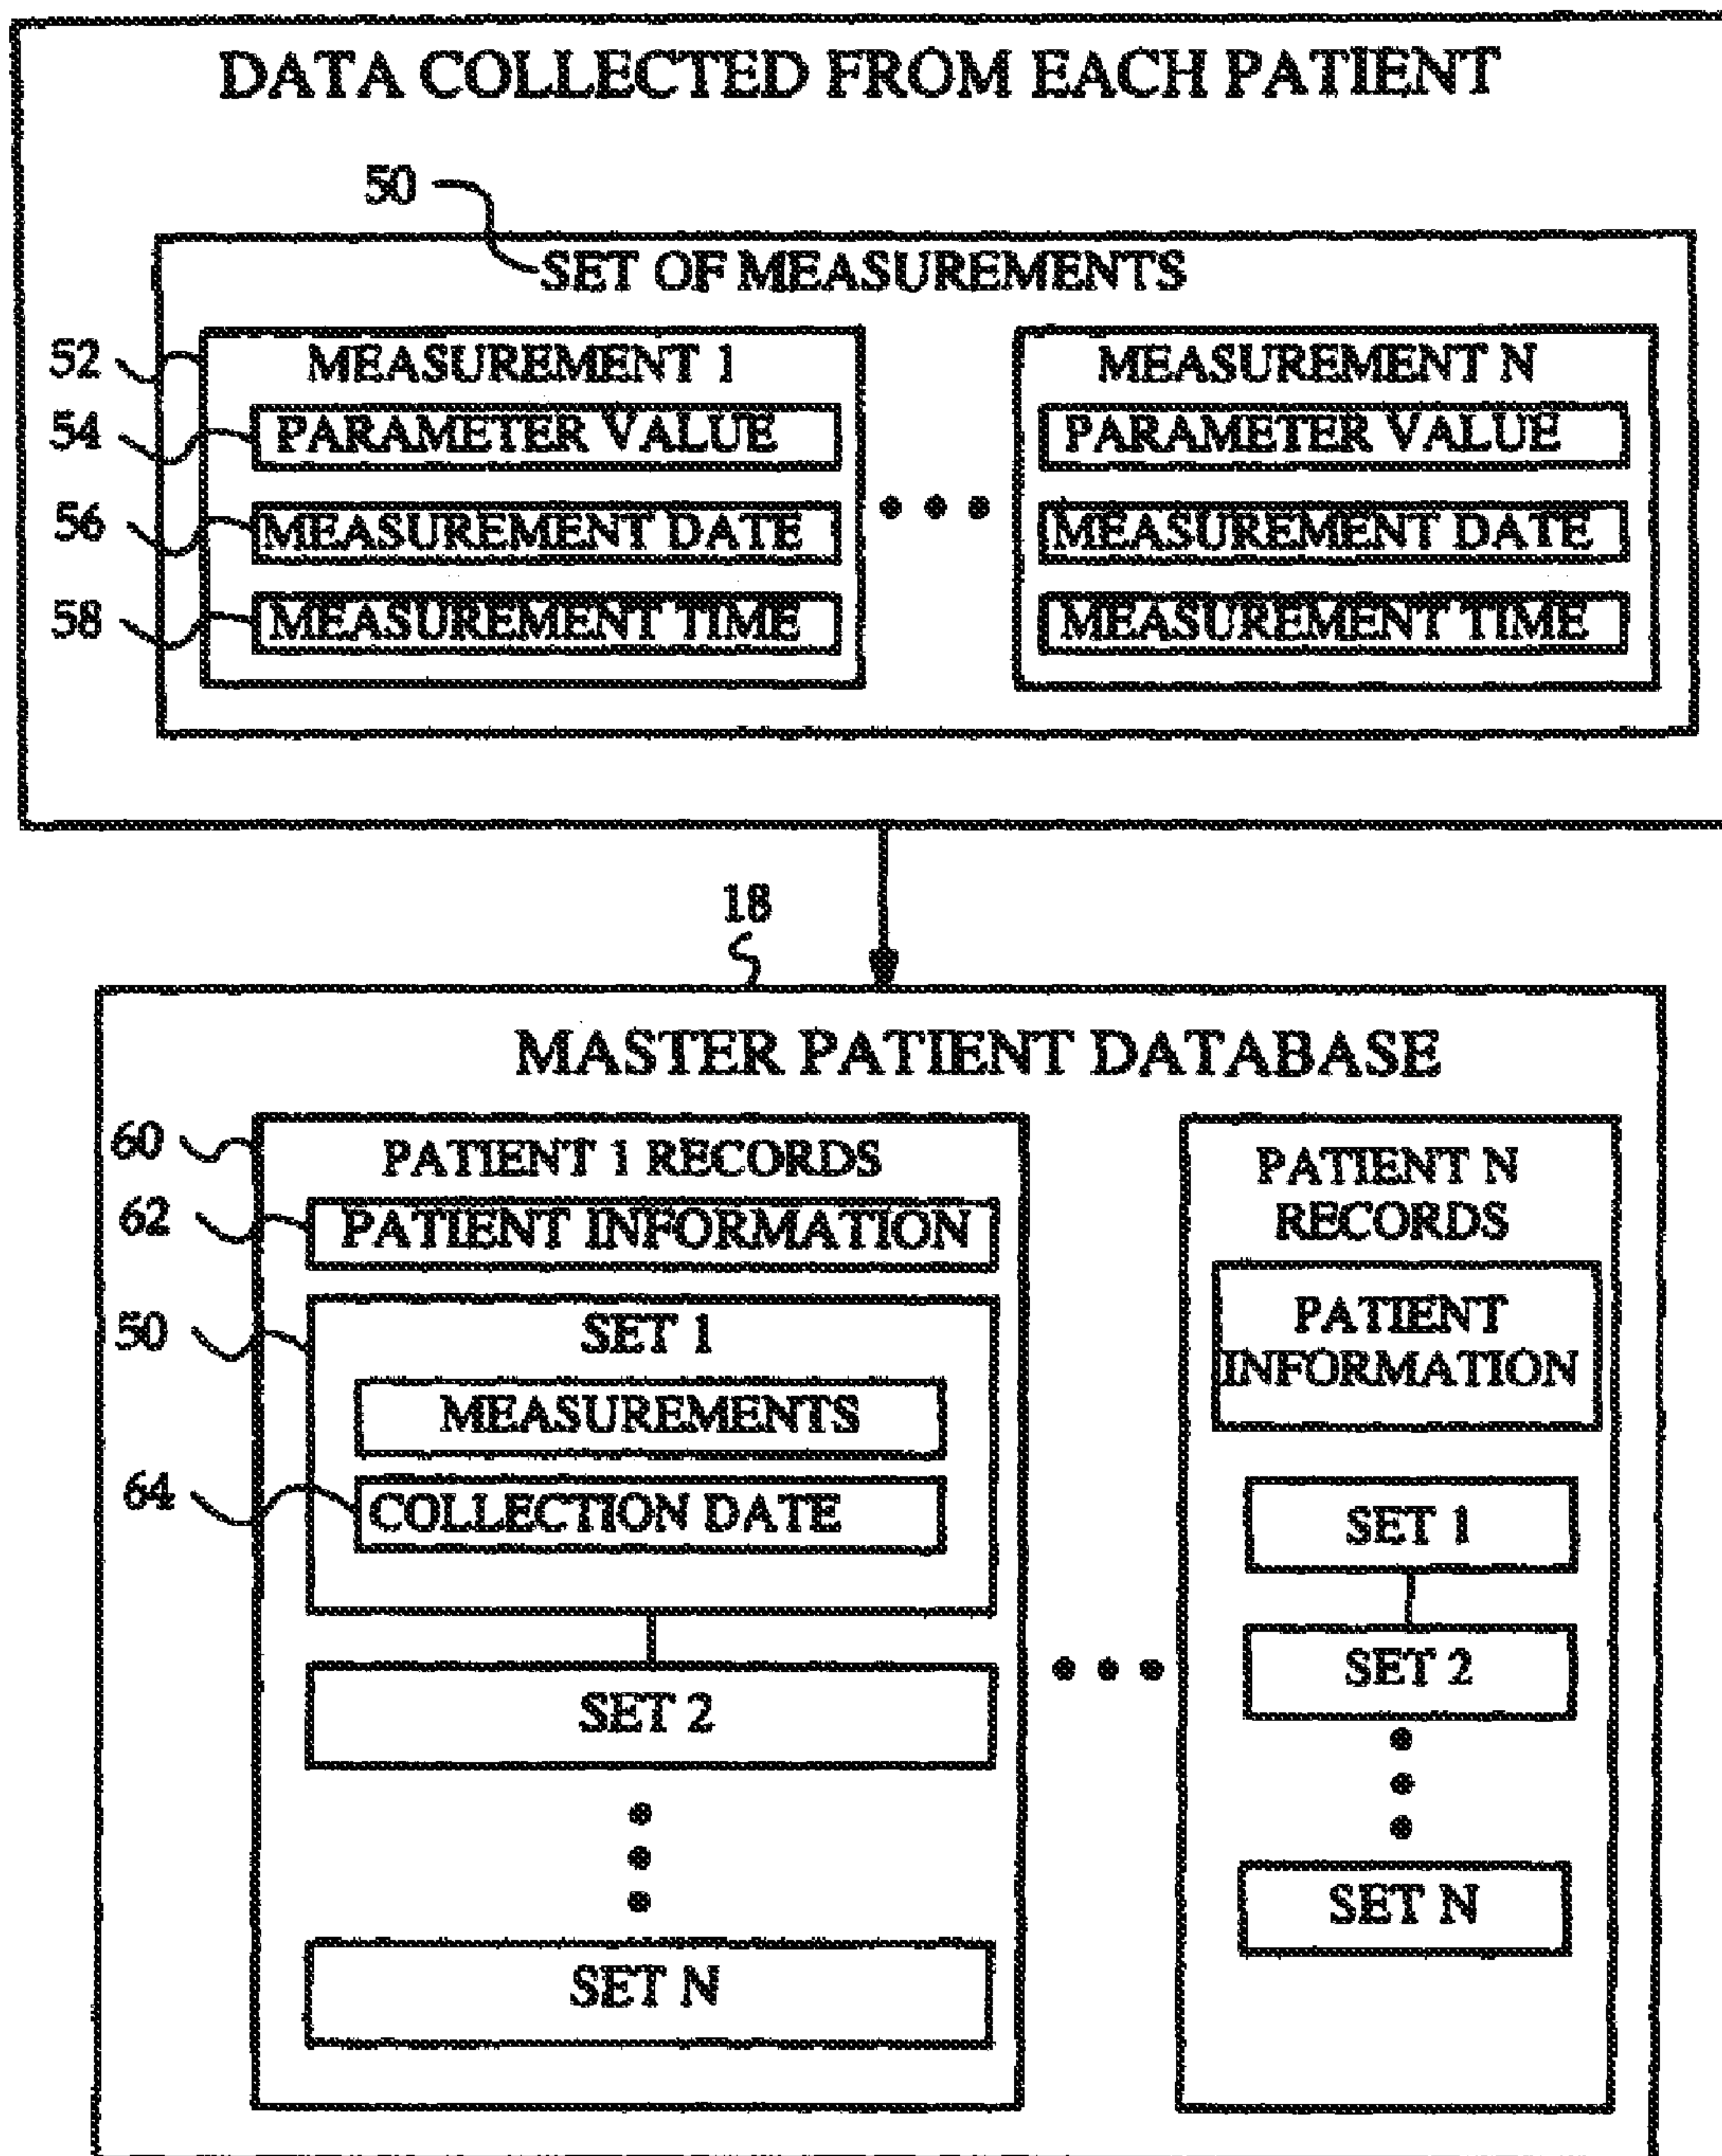 DATA COLLECTED FROM EACH PATIENT
50
SET OF MEASUREMENTS
52
MEASUREMENT 1
54
PARAMETER VALUE
56
MEASUREMENT DATE
58
MEASUREMENT TIME
MEASUREMENT N
PARAMETER VALUE
MEASUREMENT DATE
MEASUREMENT TIME
18
MASTER PATIENT DATABASE
60
PATIENT 1 RECORDS
62
PATIENT INFORMATION
50
SET 1
MEASUREMENTS
64
COLLECTION DATE
SET 2
SET N
PATIENT N
RECORDS
PATIENT
INFORMATION
SET 1
SET 2
SET N